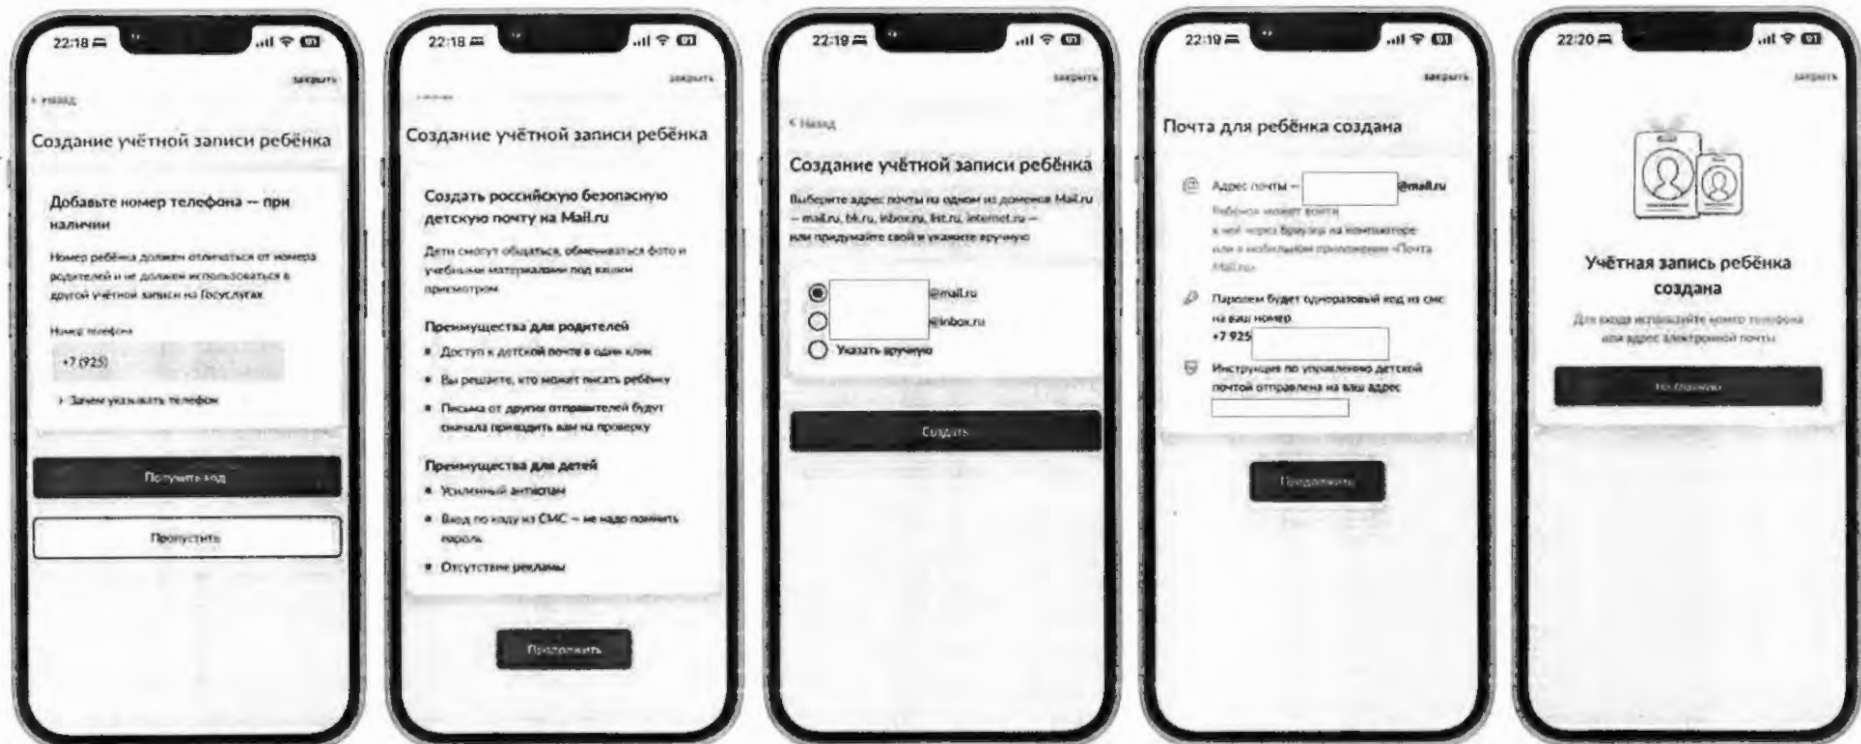 22:18
закрыть
< Назад
Создание учётной записи ребёнка
Добавьте номер телефона — при
наличии
Номер ребёнка должен отличаться от номера
родителей и не должен использоваться в
другой учётной записи на Госуслугах
Номер телефона
+7 (925)
Зачем указывать телефон
Получить код
Пропустить
22:18
закрыть
Создание учётной записи ребёнка
Создать российскую безопасную
детскую почту на Mail.ru
Дети смогут общаться, обмениваться фото и
учебными материалами под вашим
присмотром
Преимущества для родителей
• Доступ к детской почте в один клик
• Вы решаете, кто может писать ребёнку
• Письма от других отправителей будут
сначала приходить вам на проверку
Преимущества для детей
• Усиленный антиспам
• Вход по коду из СМС — не надо помнить
пароль
• Отсутствие рекламы
Продолжить
22:19
закрыть
< Назад
Создание учётной записи ребёнка
Выберите адрес почты на одном из доменов Mail.ru
— mail.ru, bk.ru, inbox.ru, list.ru, internet.ru —
или придумайте свой и укажите вручную
@mail.ru
@inbox.ru
Указать вручную
Создать
22:19
закрыть
Почта для ребёнка создана
Адрес почты — @mail.ru
Ребёнок может войти
в неё через браузер на компьютере
или в мобильном приложении «Почта
Mail.ru»
Паролем будет одноразовый код из смс
на ваш номер
+7 925
Инструкция по управлению детской
почтой отправлена на ваш адрес
Продолжить
22:20
закрыть
Учётная запись ребёнка
создана
Для входа используйте номер телефона
или адрес электронной почты
На главную